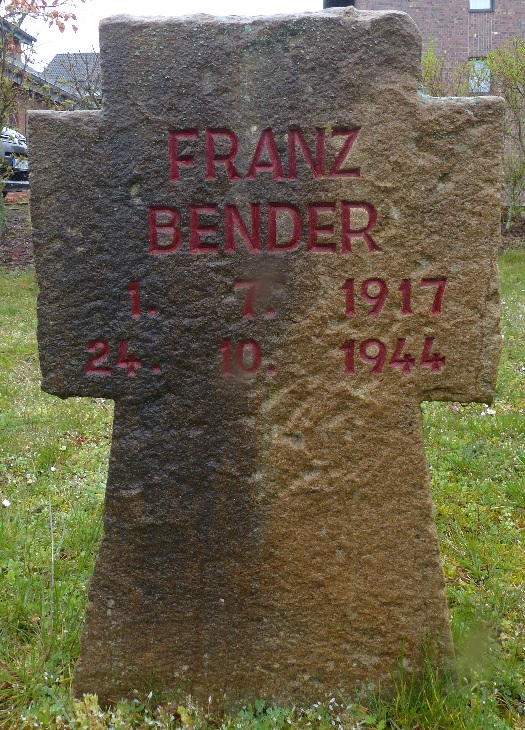 FRANZ
BENDER
1. 7. 1917
24. 10. 1944